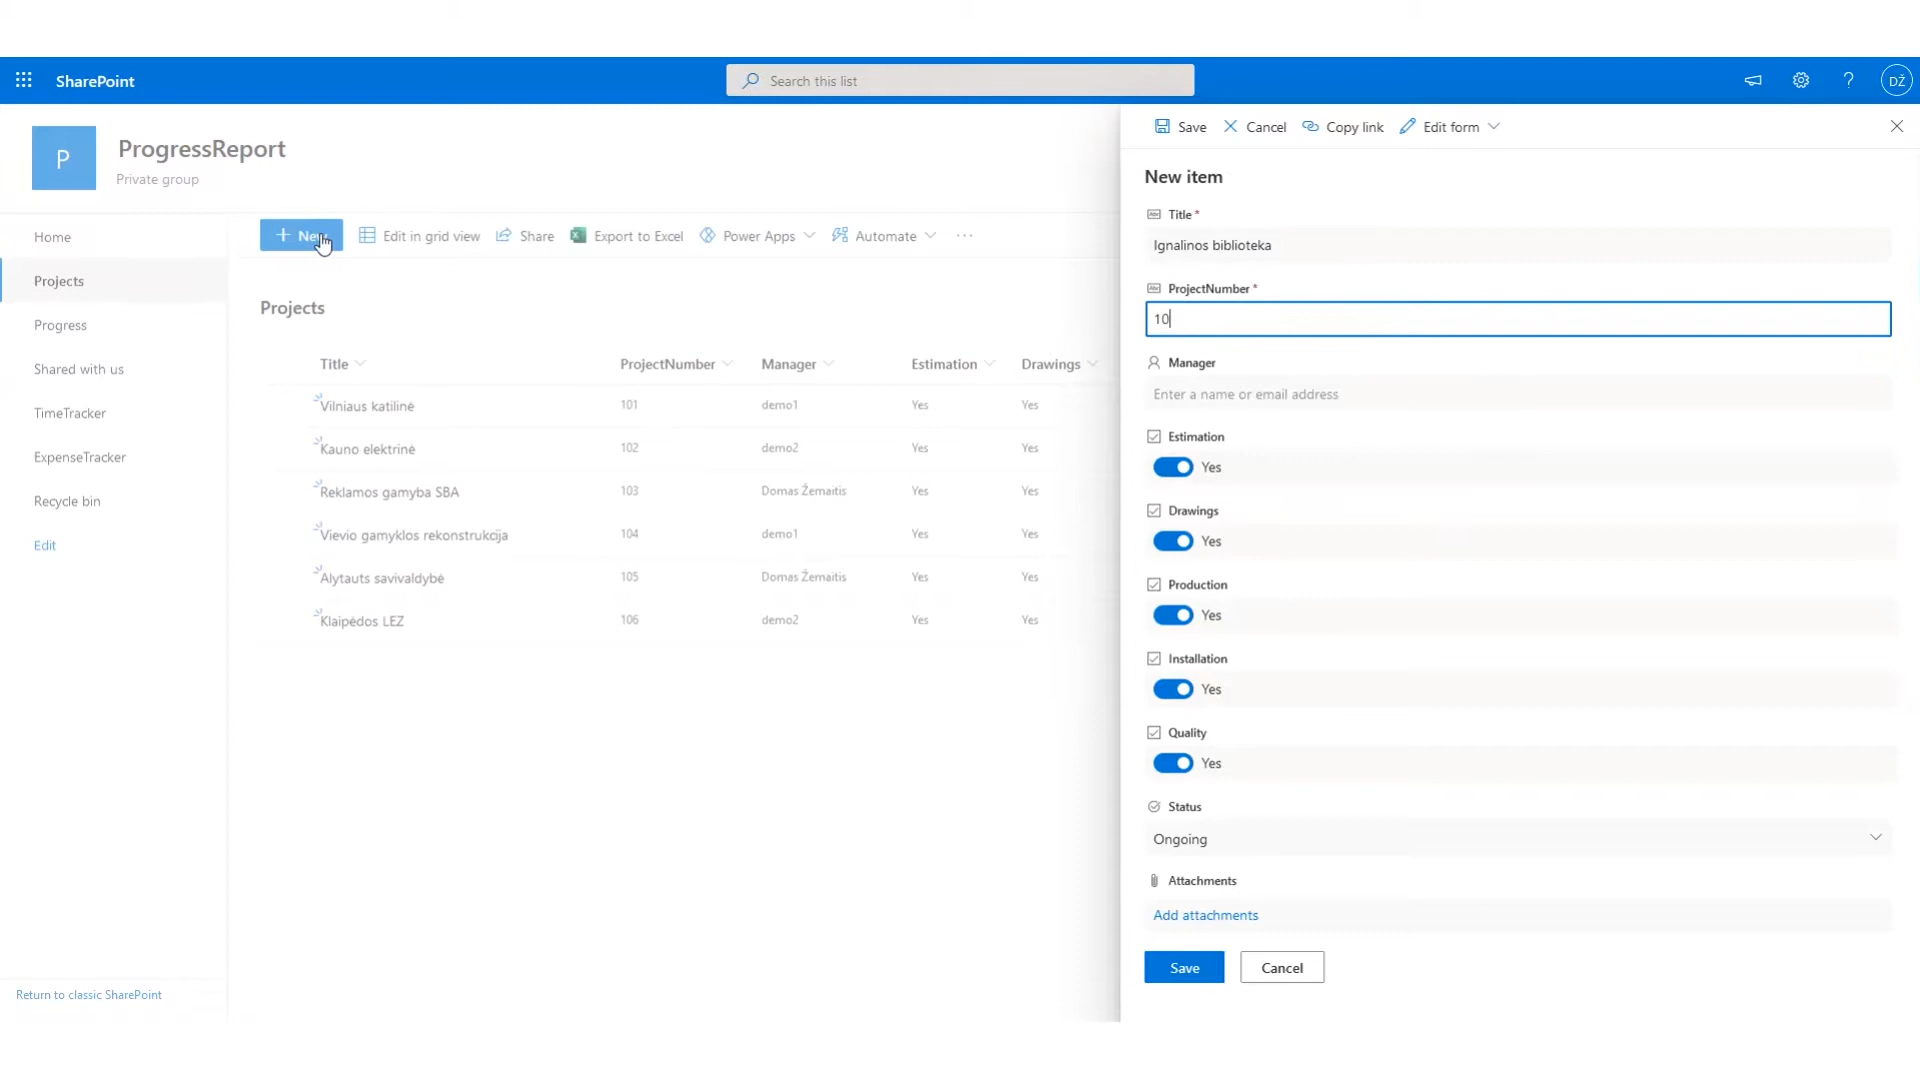 SharePoint
Search this list
DŽ
P
ProgressReport
Private group
Home
Projects
Progress
Shared with us
TimeTracker
ExpenseTracker
Recycle bin
Edit
Return to classic SharePoint
New
Edit in grid view
Share
Export to Excel
Power Apps
Automate
Projects
Title ProjectNumber Manager Estimation Drawings
Vilniaus katilinė 101 demo1 Yes Yes
Kauno elektrinė 102 demo2 Yes Yes
Reklamos gamyba SBA 103 Domas Žemaitis Yes Yes
Vievio gamyklos rekonstrukcija 104 demo1 Yes Yes
Alytauts savivaldybė 105 Domas Žemaitis Yes Yes
Klaipėdos LEZ 106 demo2 Yes Yes
Save Cancel Copy link Edit form
New item
Abc Title *
Ignalinos biblioteka
Abc ProjectNumber *
10
Manager
Enter a name or email address
Estimation
Yes
Drawings
Yes
Production
Yes
Installation
Yes
Quality
Yes
Status
Ongoing
Attachments
Add attachments
Save Cancel